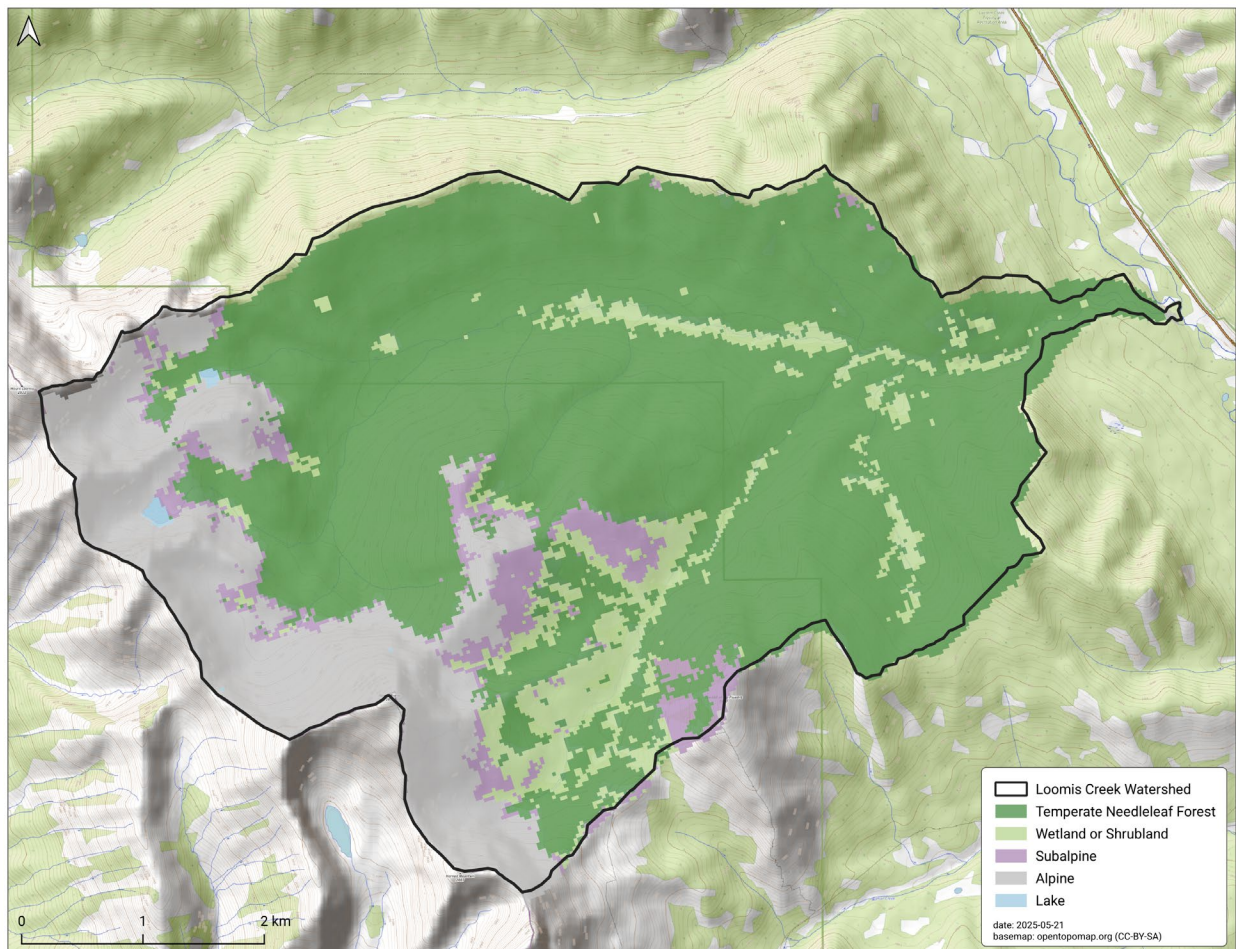 Loomis Creek Watershed
Temperate Needleleaf Forest
Wetland or Shrubland
Subalpine
Alpine
Lake
date: 2025-05-21
basemap: opentopomap.org (CC-BY-SA)
0 1 2 km